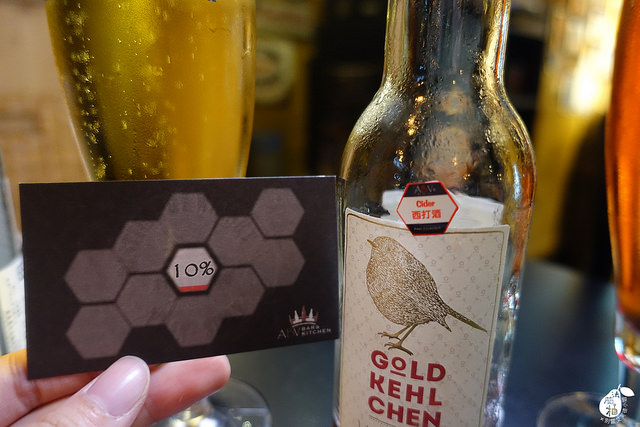 10%
A W BAR &
KITCHEN
Cider
西打酒
GOLD
KEHL
CHEN